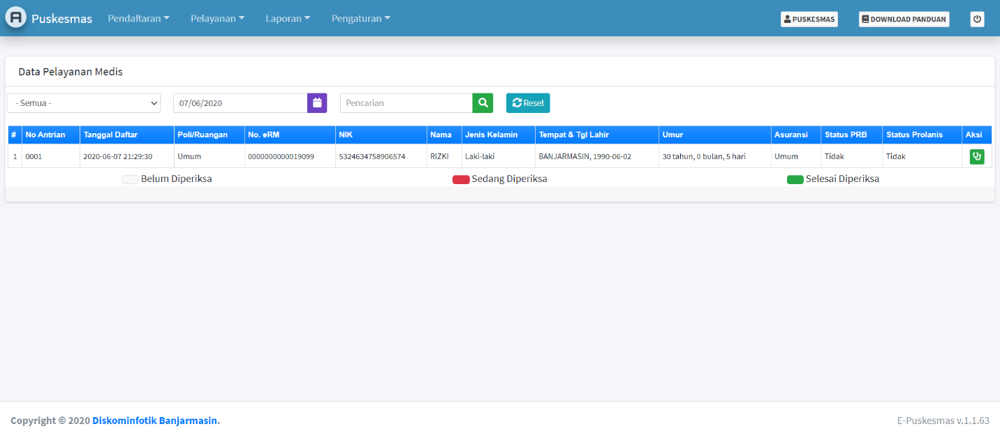 Puskesmas Pendaftaran Pelayanan Laporan Pengaturan PUSKESMAS DOWNLOAD PANDUAN
Data Pelayanan Medis
- Semua - 07/06/2020 Pencarian Reset
# No Antrian Tanggal Daftar Poli/Ruangan No. eRM NIK Nama Jenis Kelamin Tempat & Tgl Lahir Umur Asuransi Status PRB Status Prolanis Aksi
1 0001 2020-06-07 21:29:30 Umum 0000000000019099 5324634758906574 RIZKI Laki-laki BANJARMASIN, 1990-06-02 30 tahun, 0 bulan, 5 hari Umum Tidak Tidak
Belum Diperiksa Sedang Diperiksa Selesai Diperiksa
Copyright © 2020 Diskominfotik Banjarmasin. E-Puskesmas v.1.1.63